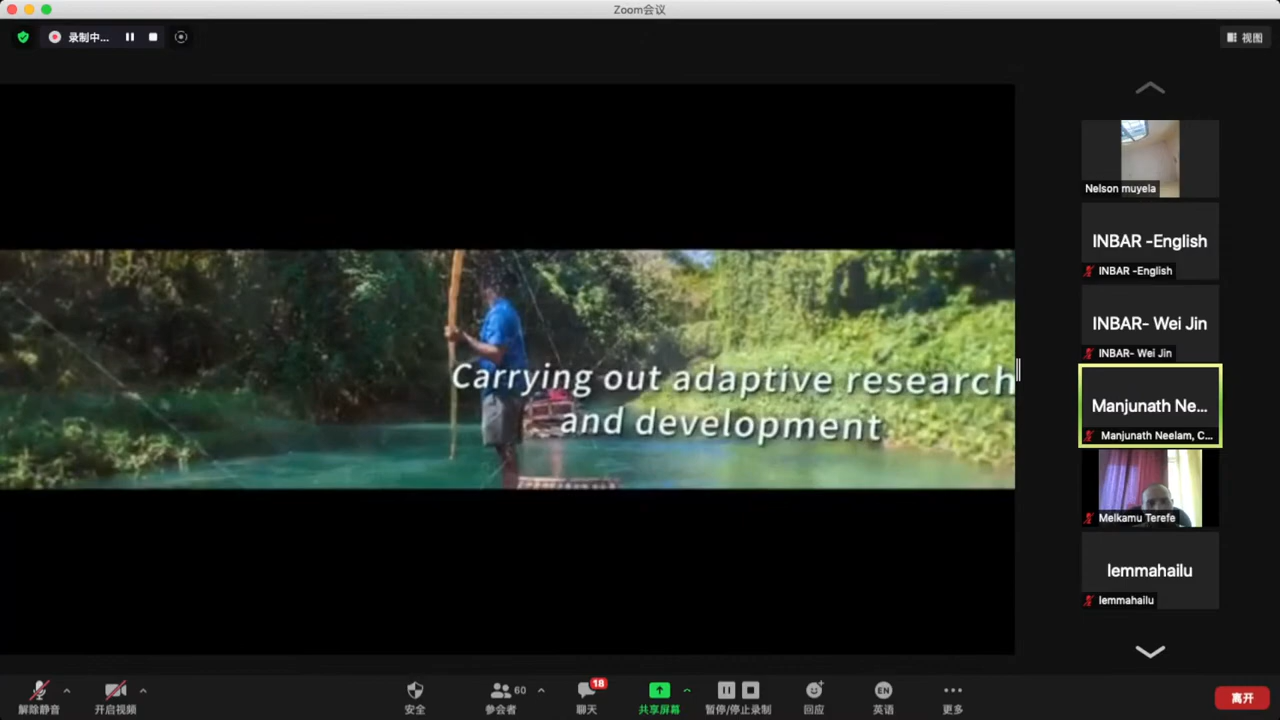 Zoom会议
录制中...
视图
Nelson muyela
INBAR -English
INBAR -English
INBAR- Wei Jin
INBAR- Wei Jin
Manjunath Ne...
Manjunath Neelam, C...
Melkamu Terefe
lemmahailu
lemmahailu
Carrying out adaptive research
and development
解除静音
开启视频
安全
60
参会者
18
聊天
共享屏幕
暂停/停止录制
回应
EN
英语
更多
离开